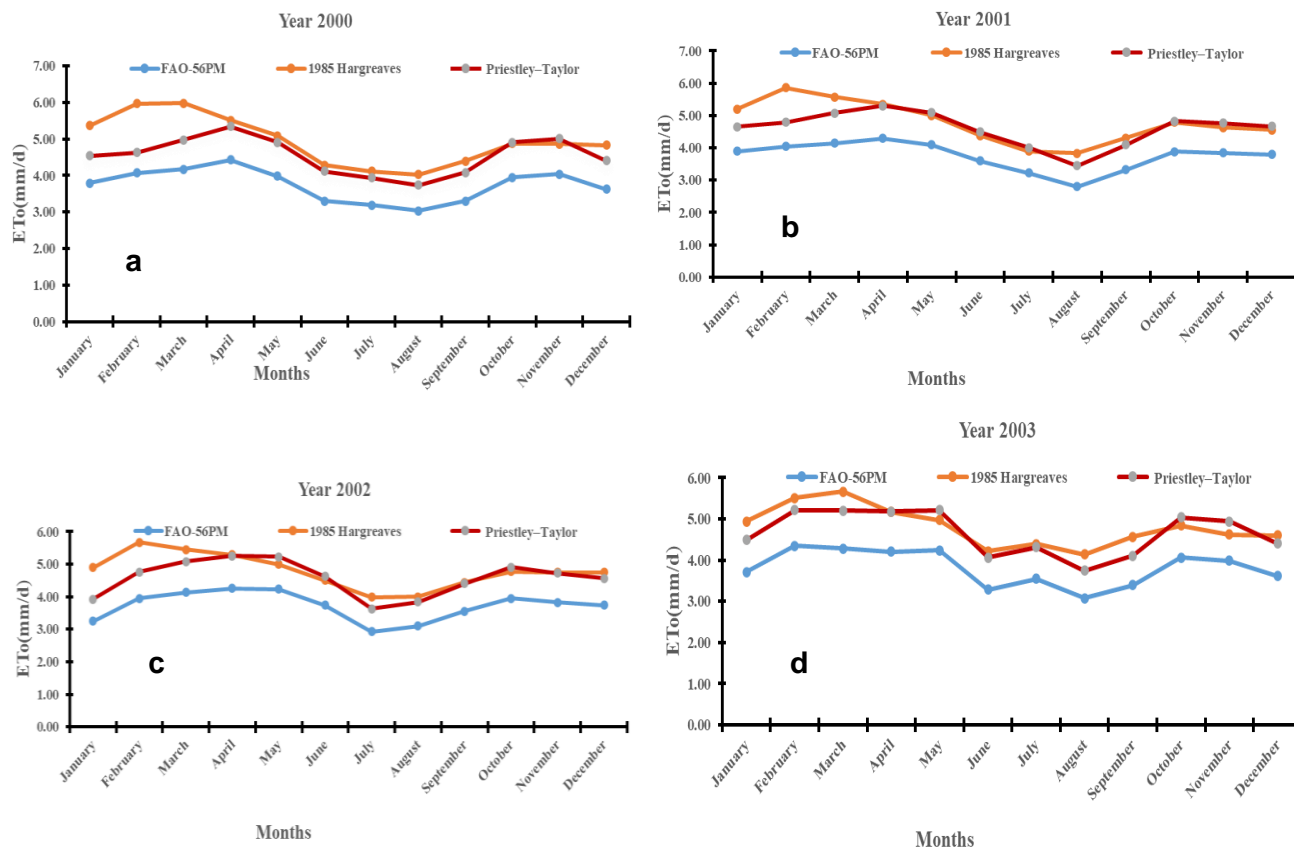 Year 2000
FAO-56PM 1985 Hargreaves Priestley–Taylor
7.00
6.00
5.00
4.00
3.00
2.00
1.00
0.00
ETo(mm/d)
a
January February March April May June July August September October November December
Months
Year 2001
FAO-56PM 1985 Hargreaves Priestley–Taylor
7.00
6.00
5.00
4.00
3.00
2.00
1.00
0.00
ETo(mm/d)
b
January February March April May June July August September October November December
Months
Year 2002
FAO-56PM 1985 Hargreaves Priestley–Taylor
6.00
5.00
4.00
3.00
2.00
1.00
0.00
ETo(mm/d)
c
January February March April May June July August September October November December
Months
Year 2003
FAO-56PM 1985 Hargreaves Priestley–Taylor
6.00
5.00
4.00
3.00
2.00
1.00
0.00
ETo(mm/d)
d
January February March April May June July August September October November December
Months